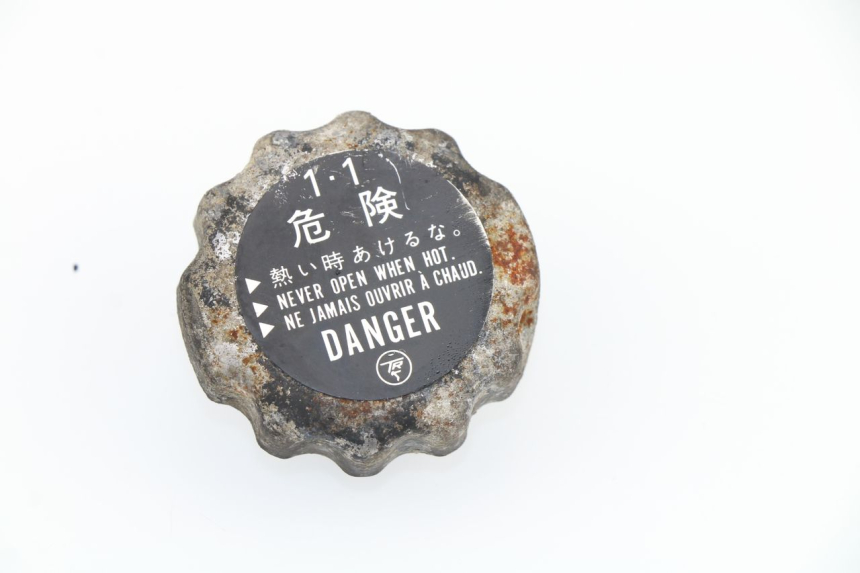 1·1
危険
▶ 熱い時あけるな。
▶ NEVER OPEN WHEN HOT.
▶ NE JAMAIS OUVRIR À CHAUD.
DANGER